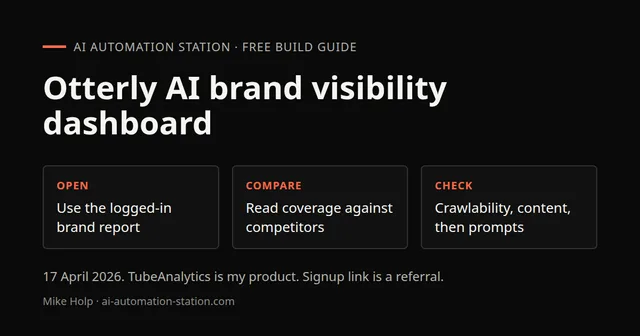 AI AUTOMATION STATION · FREE BUILD GUIDE
Otterly AI brand visibility
dashboard
OPEN
Use the logged-in
brand report
COMPARE
Read coverage against
competitors
CHECK
Crawlability, content,
then prompts
17 April 2026. TubeAnalytics is my product. Signup link is a referral.
Mike Holp · ai-automation-station.com